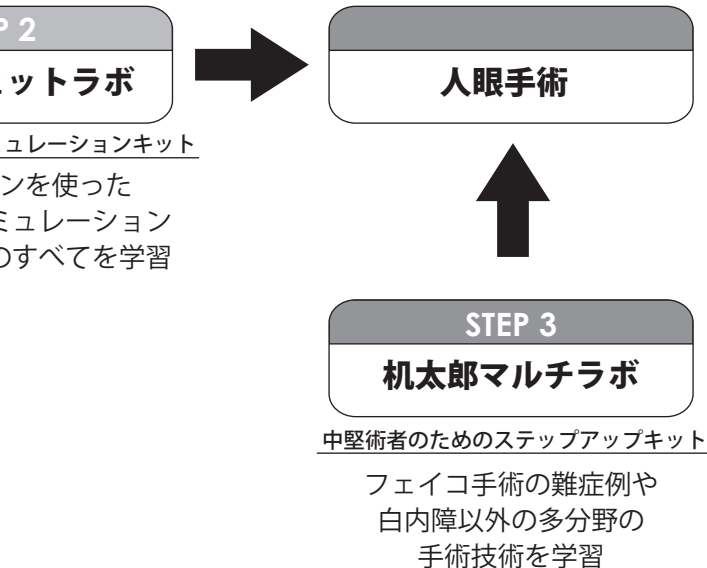 P 2
ェットラボ
ュレーションキット
ンを使った
ミュレーション
のすべてを学習
人眼手術
STEP 3
机太郎マルチラボ
中堅術者のためのステップアップキット
フェイコ手術の難症例や
白内障以外の多分野の
手術技術を学習